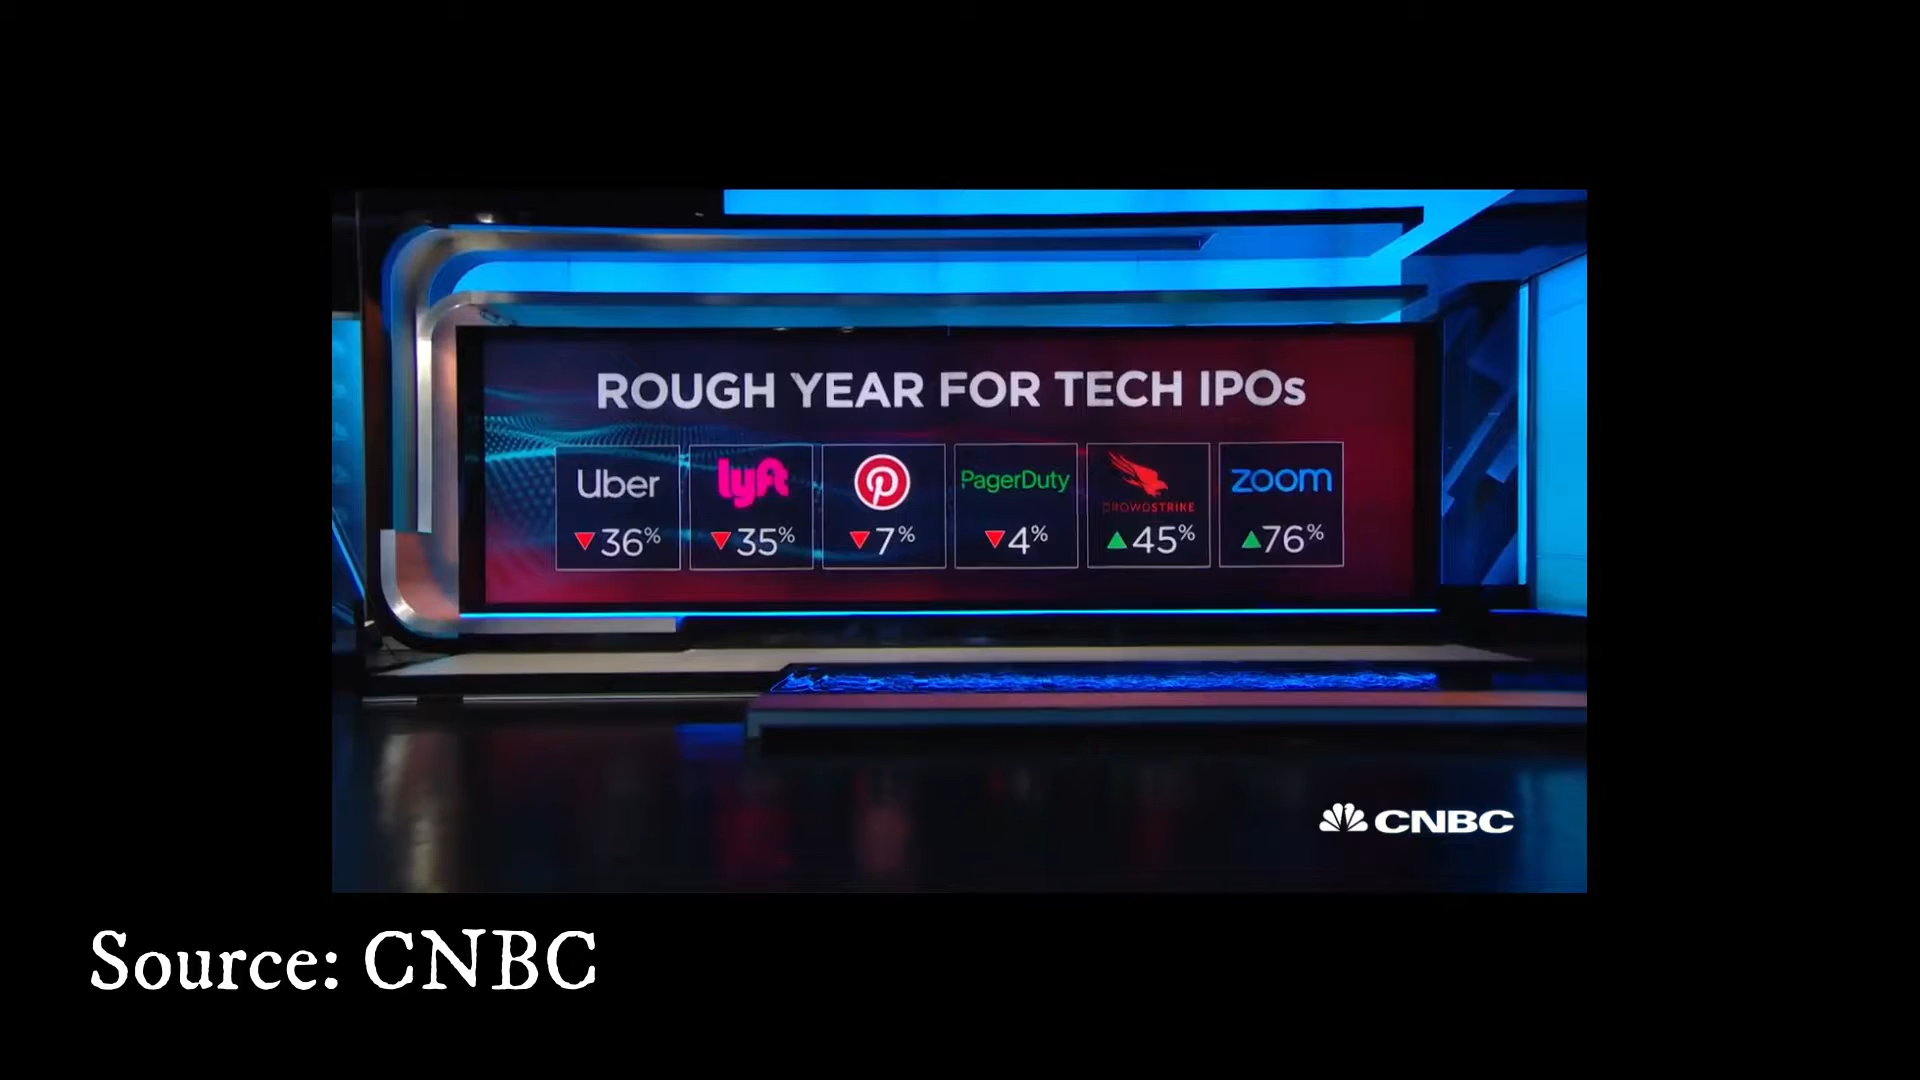 ROUGH YEAR FOR TECH IPOs
Uber
lyft
PagerDuty
CROWDSTRIKE
zoom
▼36%
▼35%
▼7%
▼4%
▲45%
▲76%
CNBC
Source: CNBC